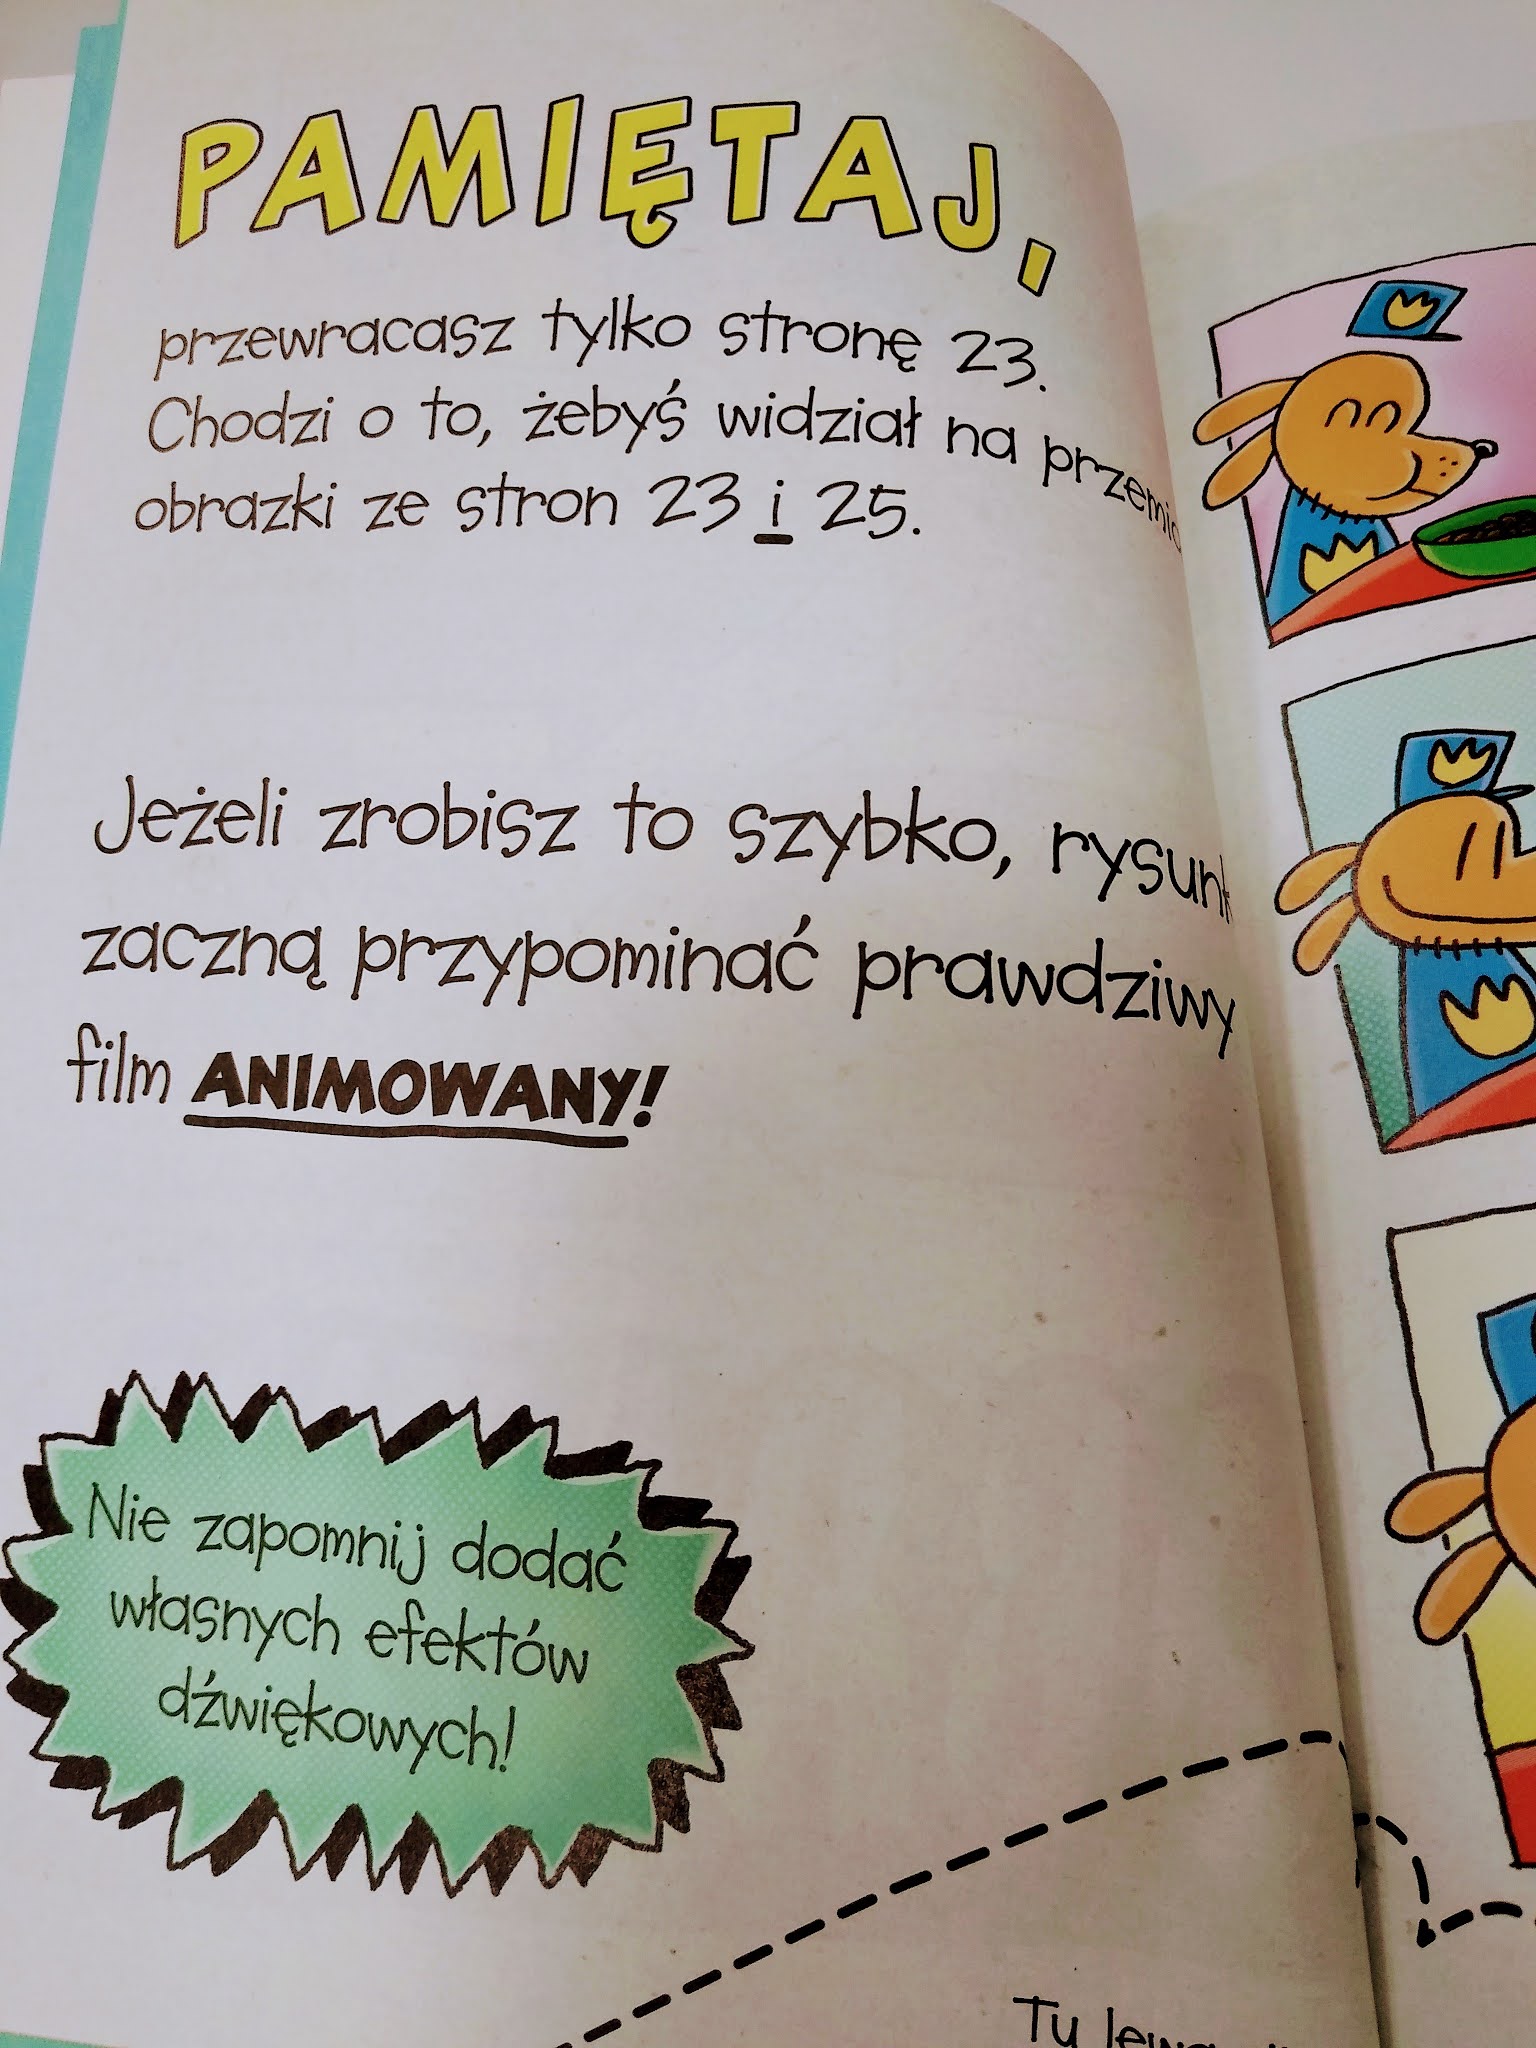 PAMIĘTAJ,
przewracasz tylko stronę 23.
Chodzi o to, żebyś widział na
obrazki ze stron 23 i 25.
Jeżeli zrobisz to szybko,
zaczną przypominać prawdziwy
film ANIMOWANY!
Nie zapomnij dodać
własnych efektów
dźwiękowych!
Tu